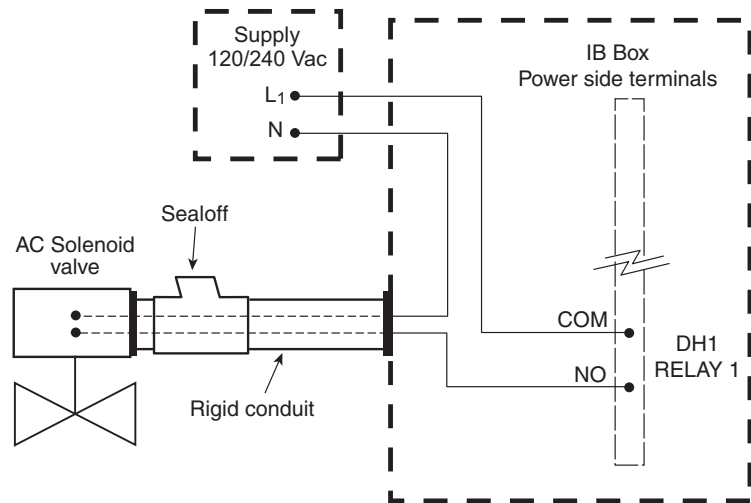 Supply
120/240 Vac
L1
N
IB Box
Power side terminals
Sealoff
AC Solenoid
valve
COM
NO
DH1
RELAY 1
Rigid conduit